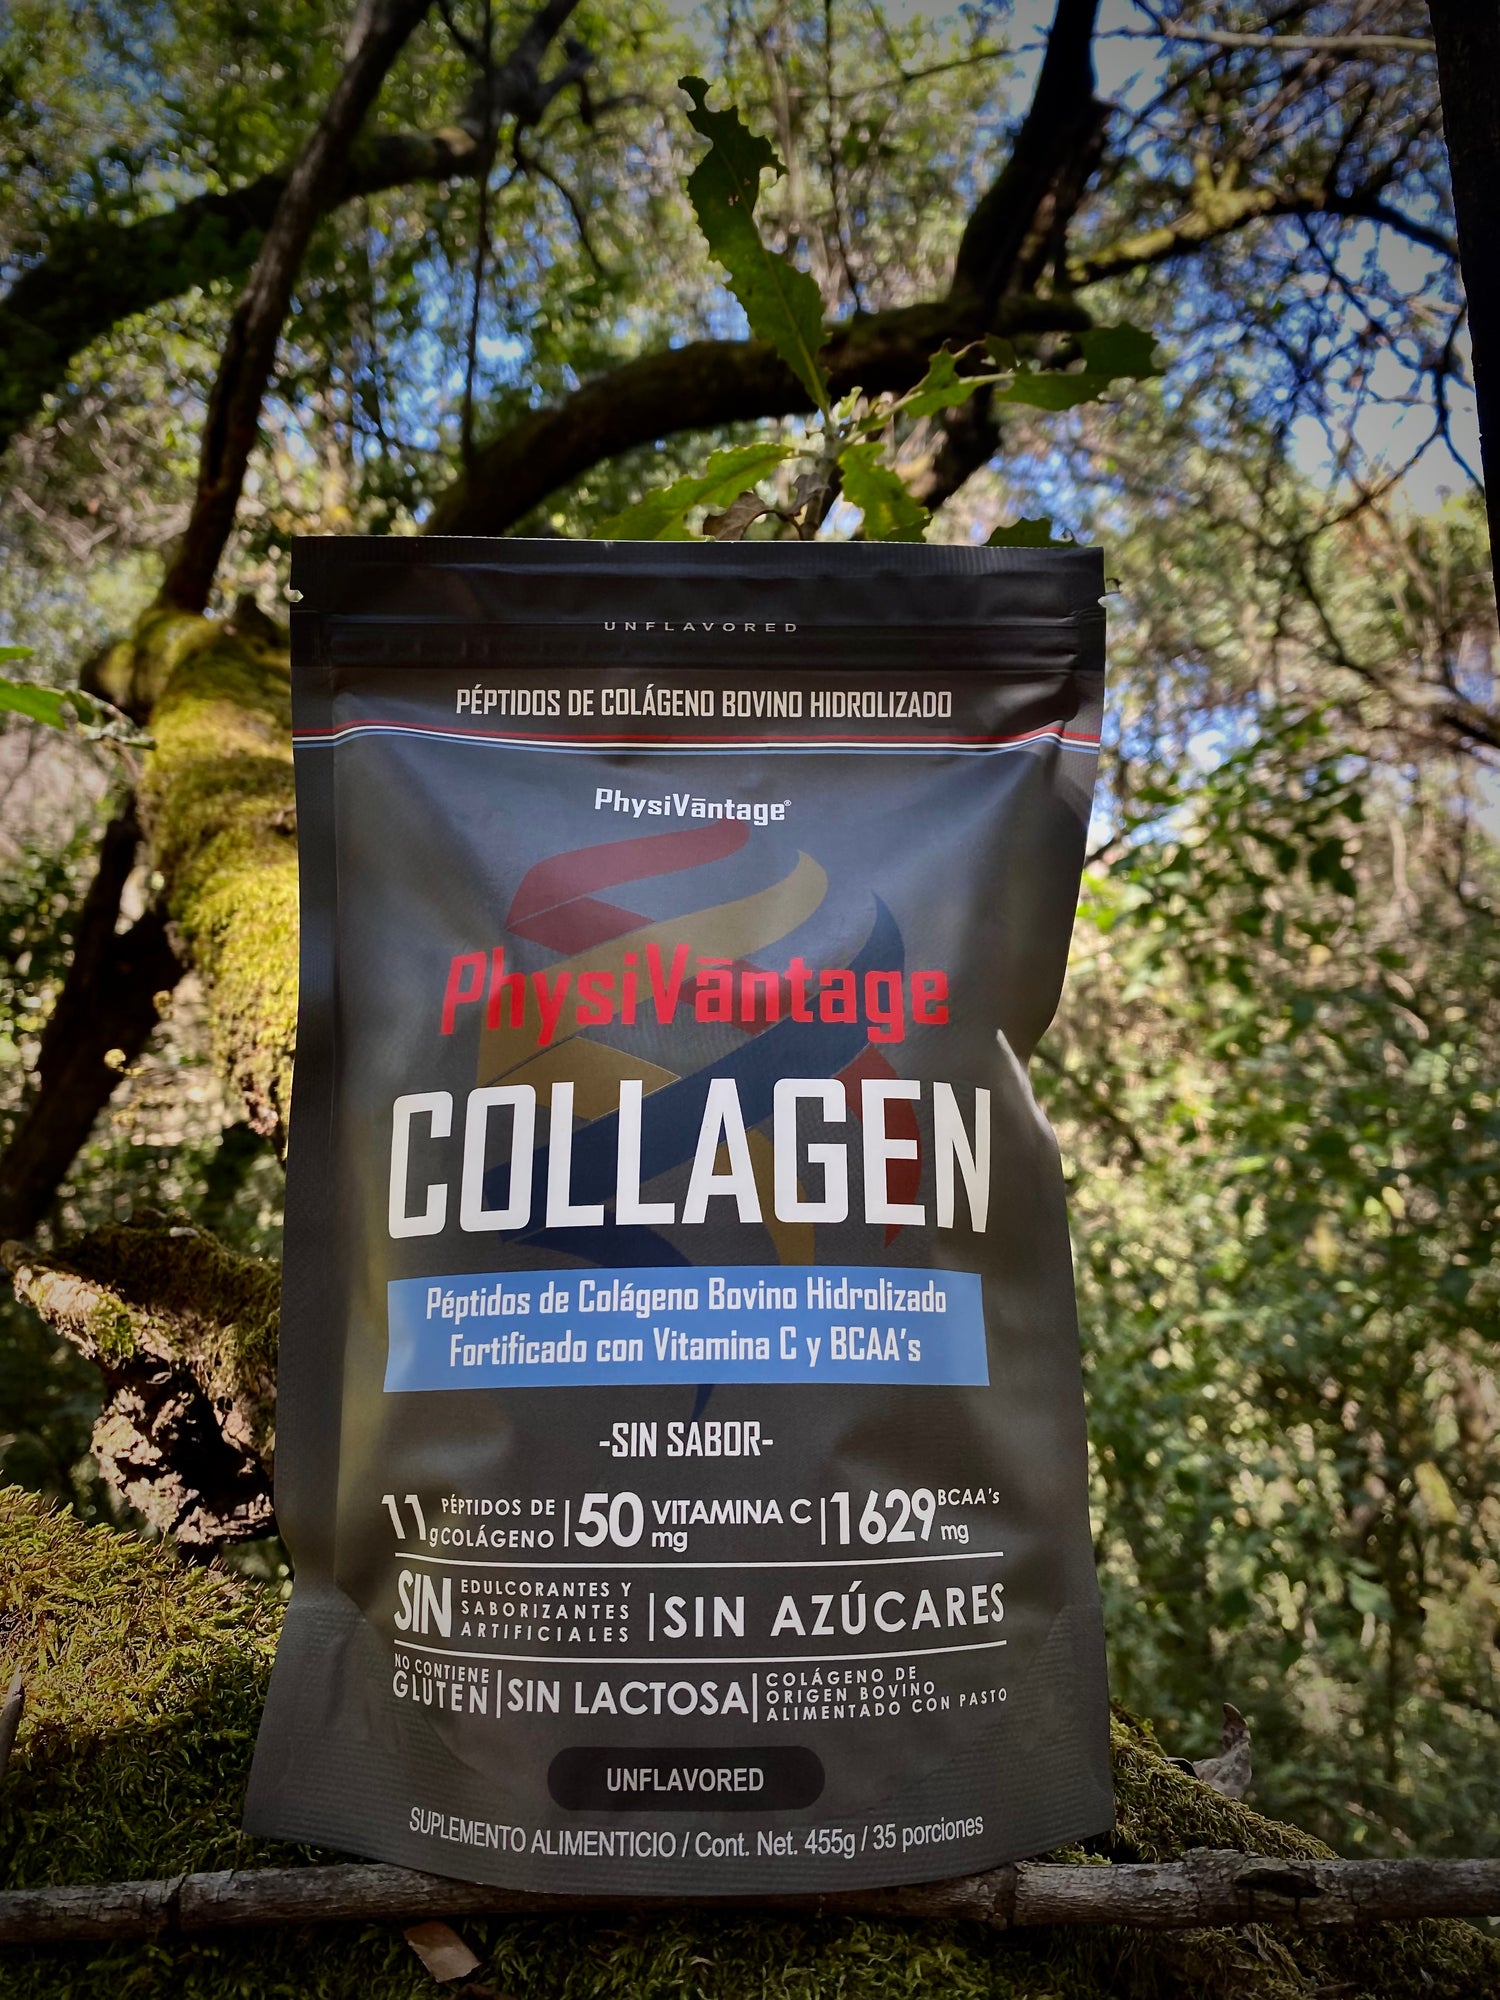 UNFLAVORED
PÉPTIDOS DE COLÁGENO BOVINO HIDROLIZADO
PhysiVāntage®
PhysiVāntage
COLLAGEN
Péptidos de Colágeno Bovino Hidrolizado
Fortificado con Vitamina C y BCAA's
-SIN SABOR-
11g PÉPTIDOS DE COLÁGENO | 50 mg VITAMINA C | 1629 mg BCAA's
SIN EDULCORANTES Y SABORIZANTES ARTIFICIALES | SIN AZÚCARES
NO CONTIENE GLUTEN | SIN LACTOSA | COLÁGENO DE ORIGEN BOVINO ALIMENTADO CON PASTO
UNFLAVORED
SUPLEMENTO ALIMENTICIO / Cont. Net. 455g / 35 porciones